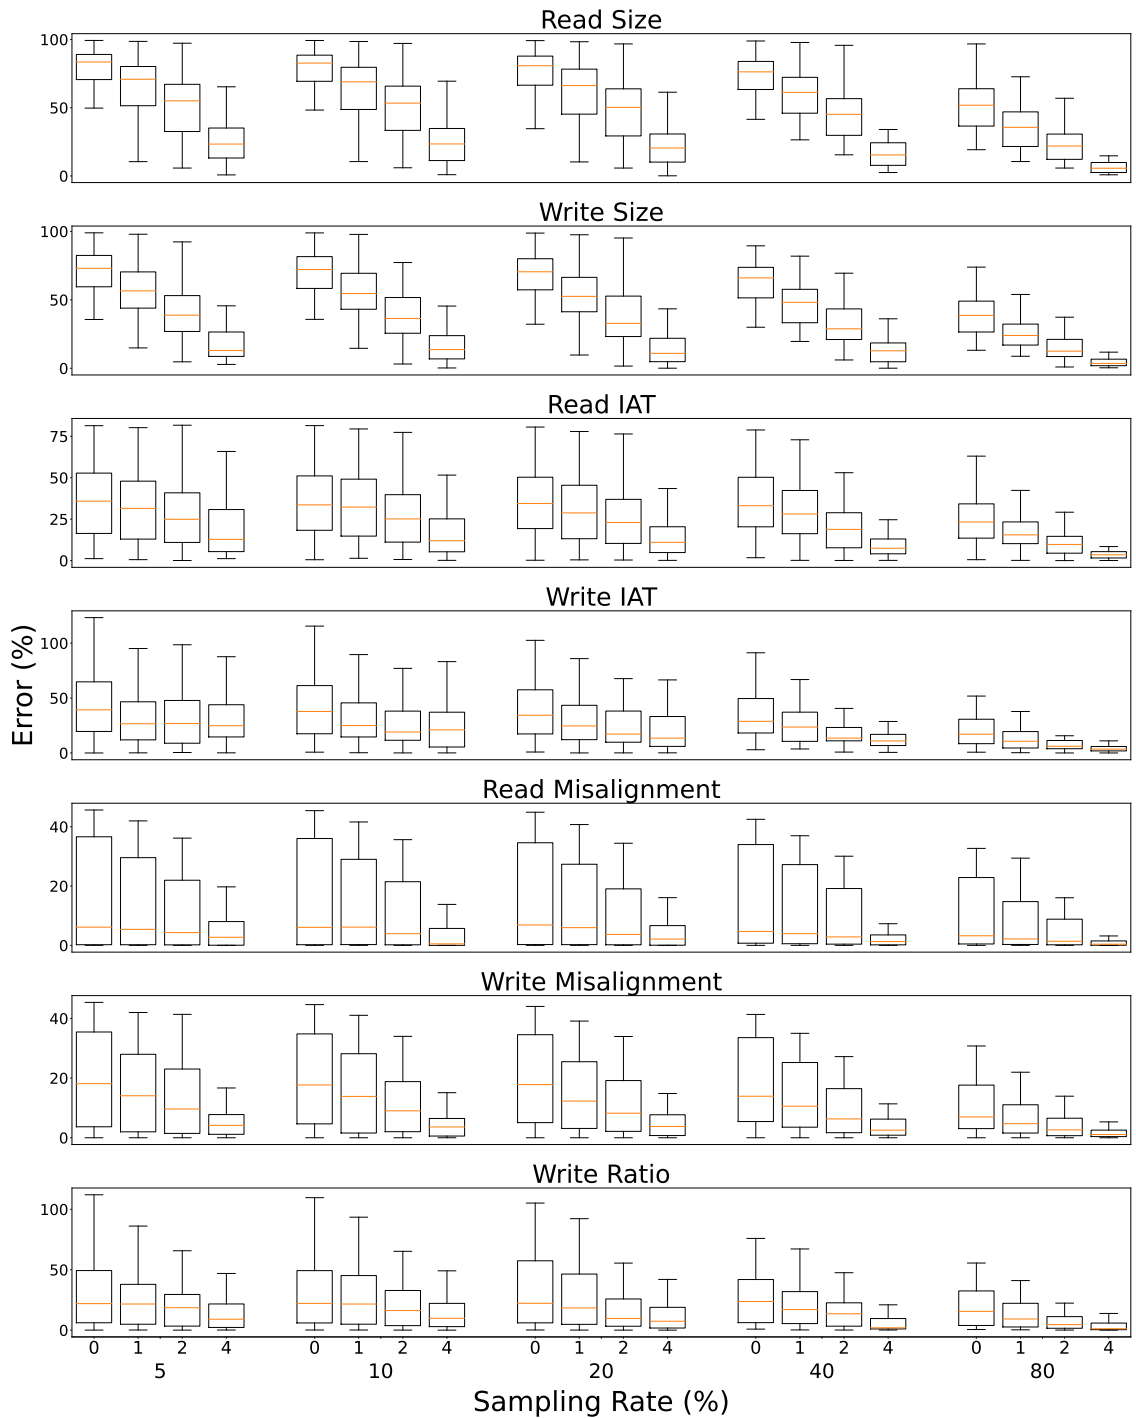 Read Size
100
50
0
Write Size
100
50
0
Read IAT
75
50
25
0
Write IAT
100
50
0
Error (%)
Read Misalignment
40
20
0
Write Misalignment
40
20
0
Write Ratio
100
50
0
0 1 2 4 0 1 2 4 0 1 2 4 0 1 2 4 0 1 2 4
5 10 20 40 80
Sampling Rate (%)